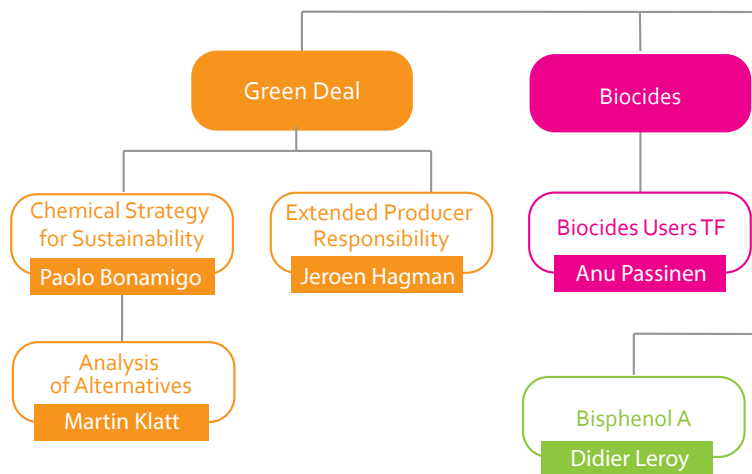 Green Deal
Biocides
Chemical Strategy
for Sustainability
Paolo Bonamigo
Extended Producer
Responsibility
Jeroen Hagman
Biocides Users TF
Anu Passinen
Analysis
of Alternatives
Martin Klatt
Bisphenol A
Didier Leroy